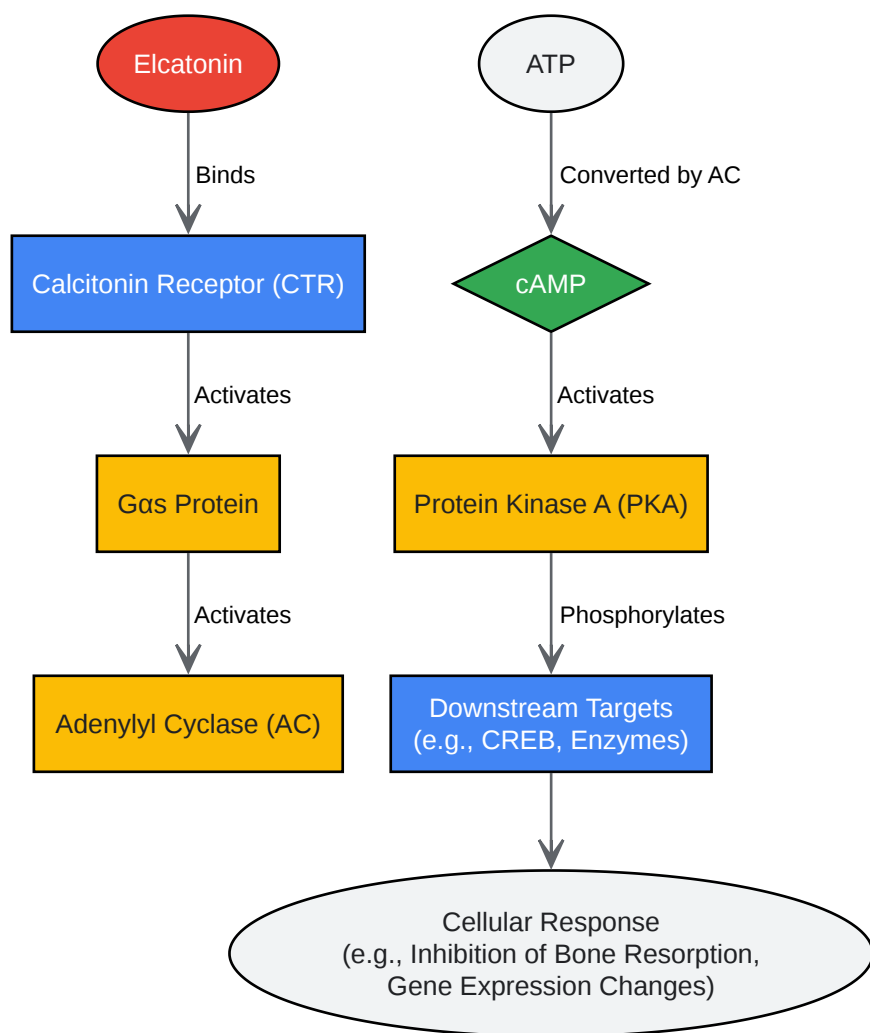 Elcatonin
ATP
Binds
Converted by AC
Calcitonin Receptor (CTR)
cAMP
Activates
Activates
Gαs Protein
Protein Kinase A (PKA)
Activates
Phosphorylates
Adenylyl Cyclase (AC)
Downstream Targets
(e.g., CREB, Enzymes)
Cellular Response
(e.g., Inhibition of Bone Resorption,
Gene Expression Changes)